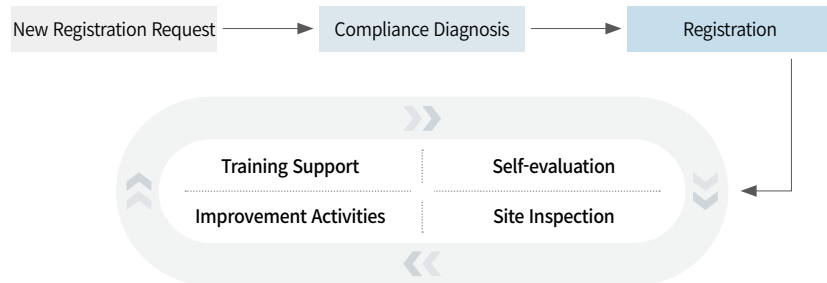 New Registration Request
Compliance Diagnosis
Registration
Training Support
Self-evaluation
Improvement Activities
Site Inspection